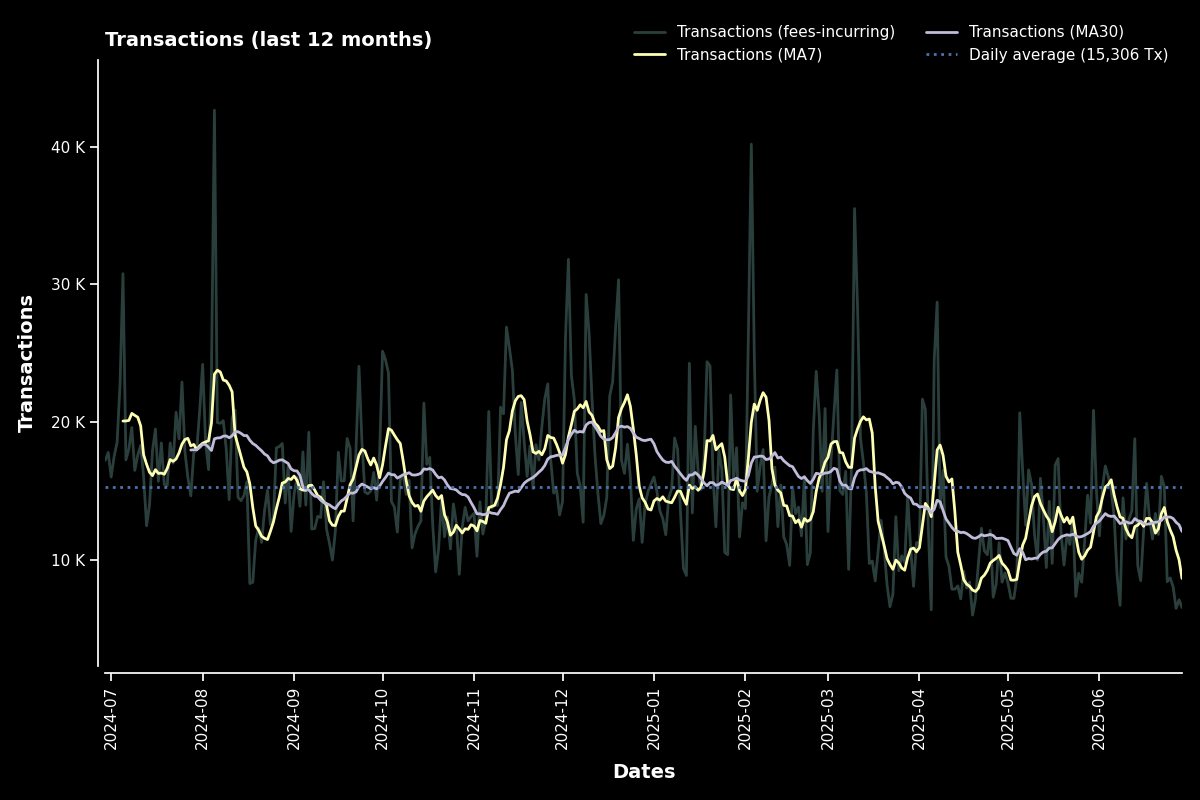 Transactions (last 12 months)
Transactions (fees-incurring)
Transactions (MA7)
Transactions (MA30)
Daily average (15,306 Tx)
Transactions
40 K
30 K
20 K
10 K
2024-07
2024-08
2024-09
2024-10
2024-11
2024-12
2025-01
2025-02
2025-03
2025-04
2025-05
2025-06
Dates